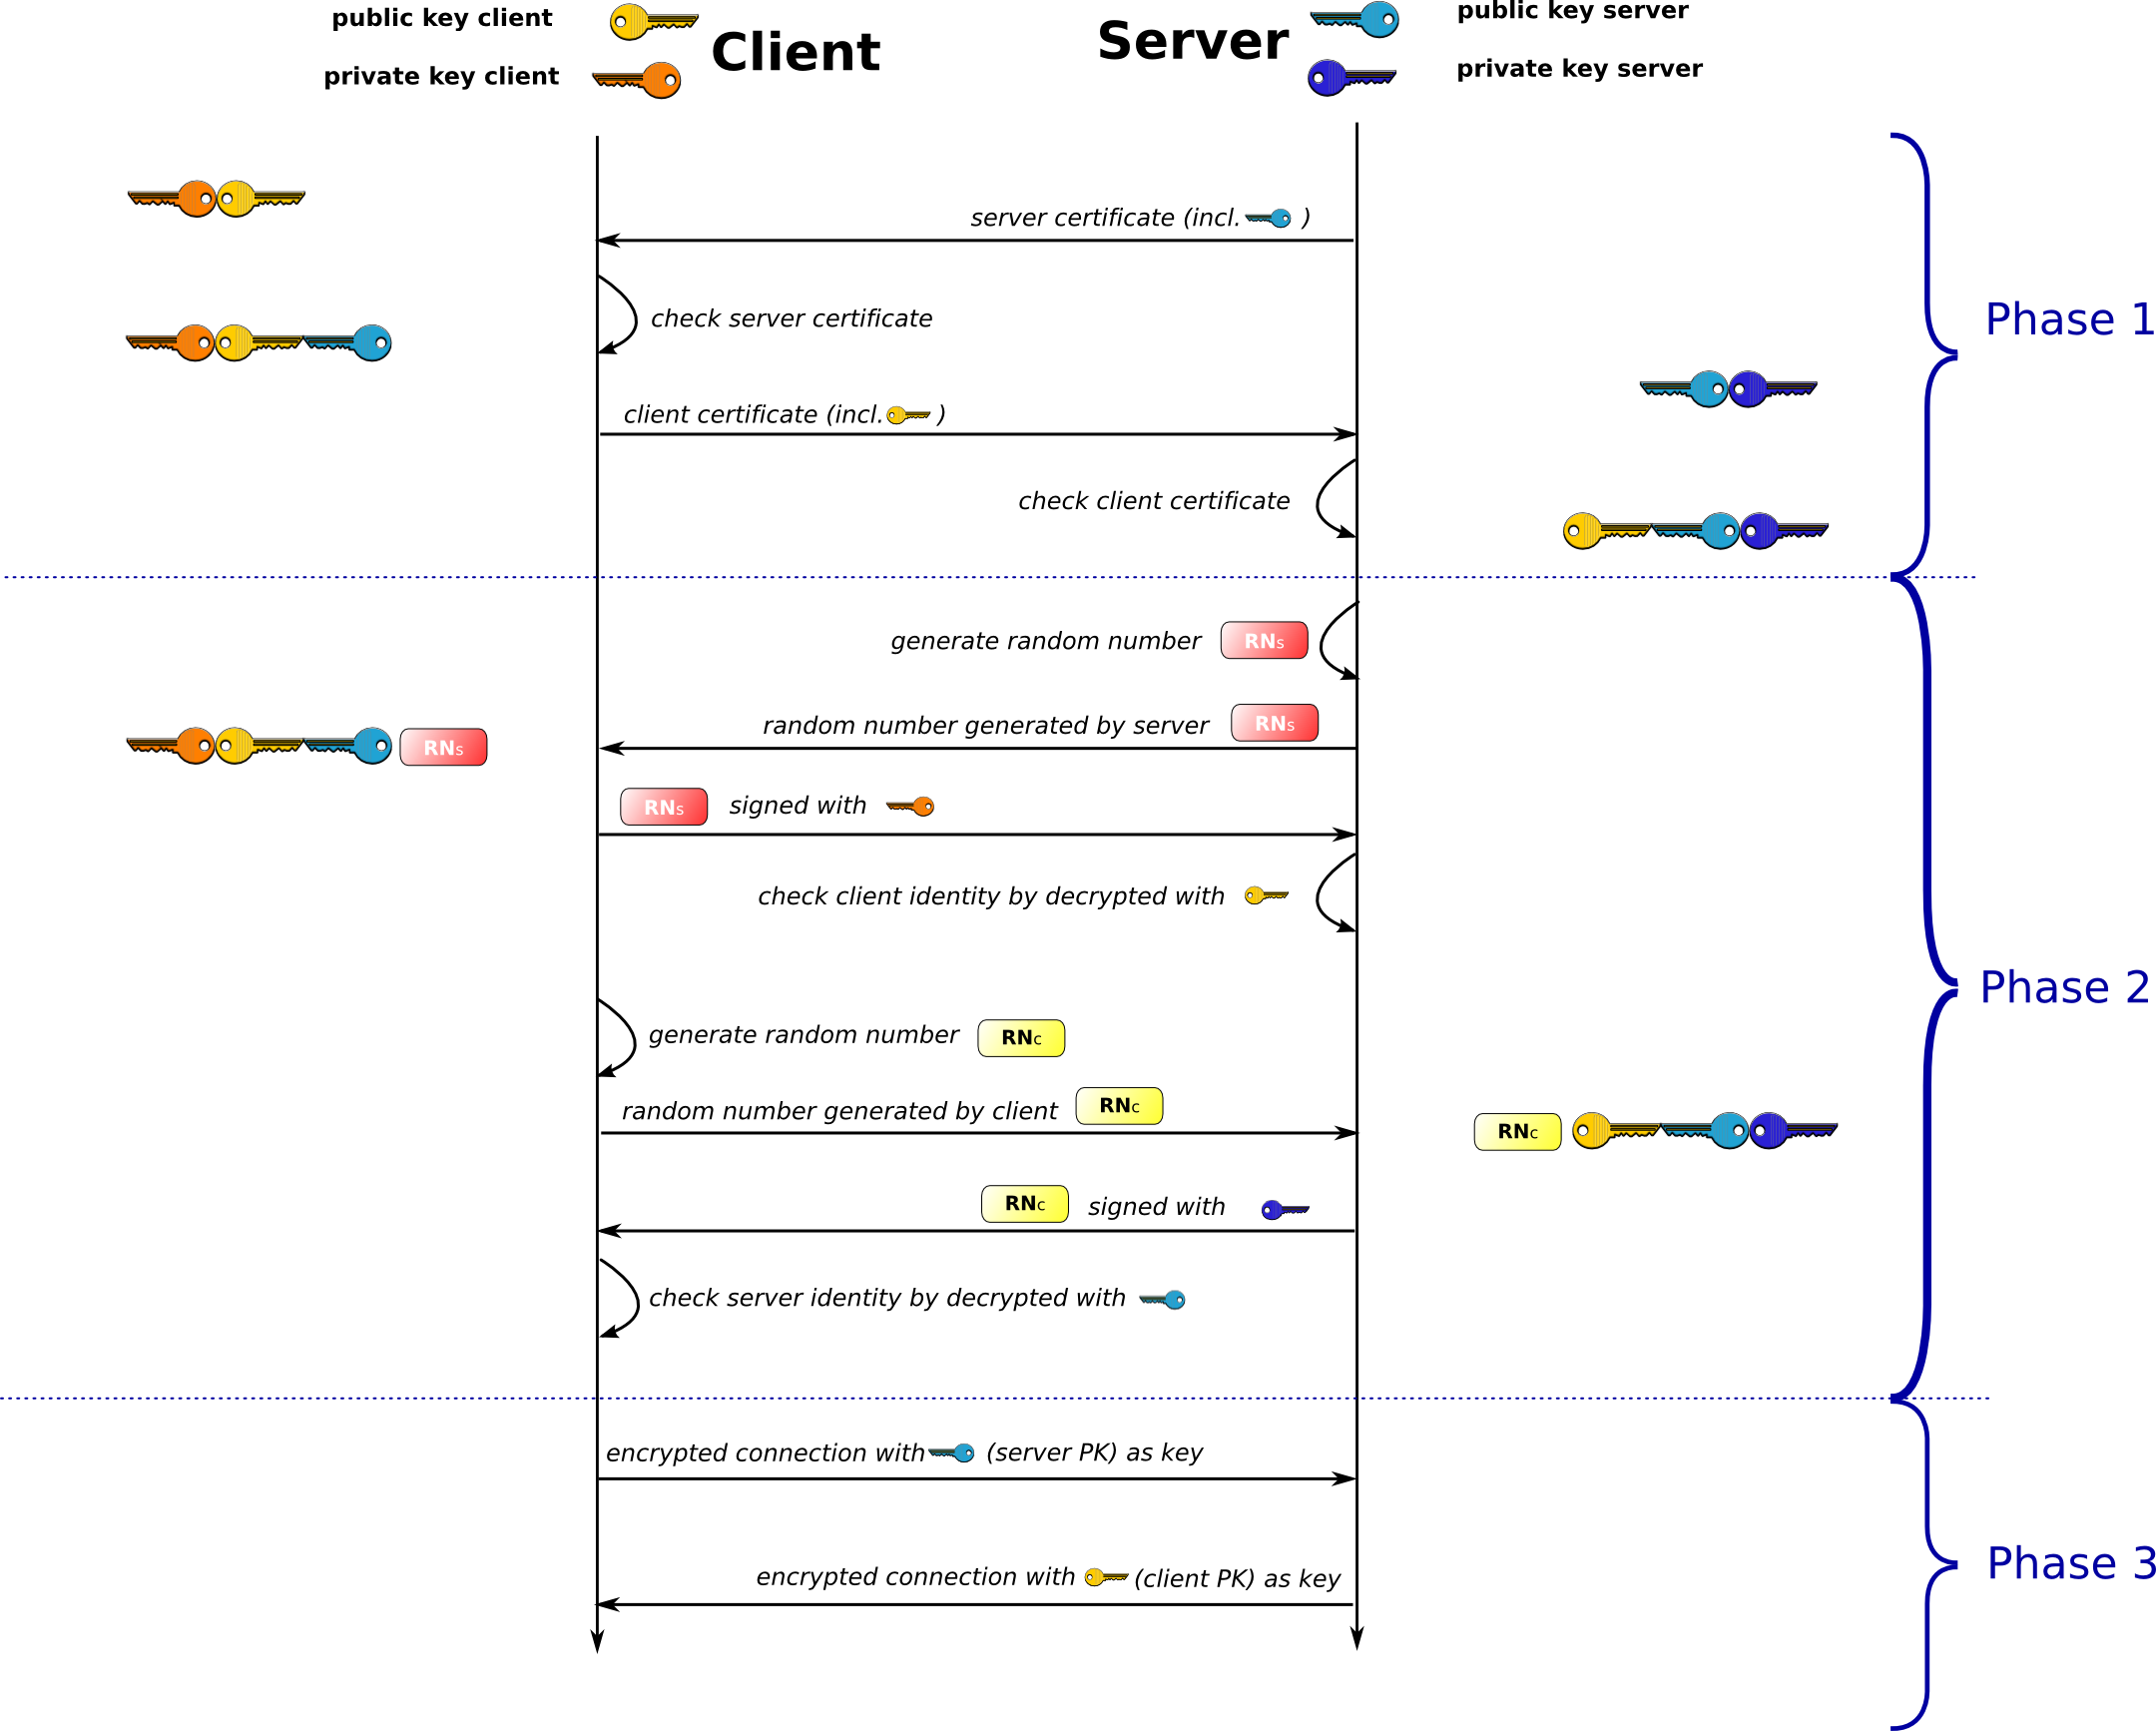 public key client
private key client
Client
Server
public key server
private key server
server certificate (incl. )
check server certificate
Phase 1
client certificate (incl. )
check client certificate
generate random number RNS
random number generated by server RNS
RNS
RNS signed with
check client identity by decrypted with
Phase 2
generate random number RNC
random number generated by client RNC
RNC
RNC signed with
check server identity by decrypted with
encrypted connection with (server PK) as key
Phase 3
encrypted connection with (client PK) as key